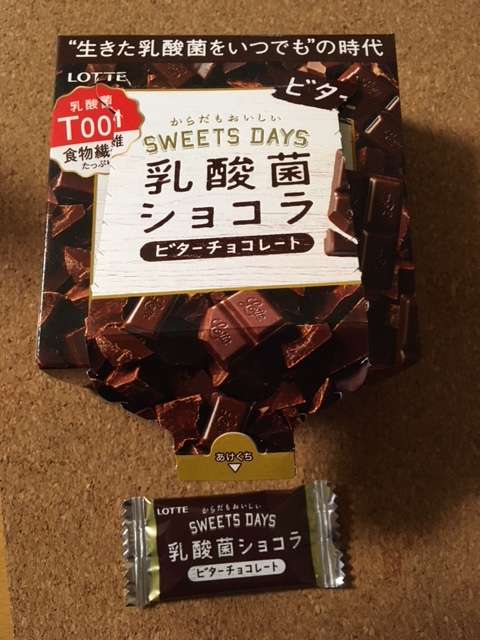 “生きた乳酸菌をいつでも”の時代
LOTTE
ビター
乳酸菌
T001
食物繊維
たっぷり
からだもおいしい
SWEETS DAYS
乳酸菌
ショコラ
ビターチョコレート
あけくち
LOTTE
からだもおいしい
SWEETS DAYS
乳酸菌ショコラ
ビターチョコレート